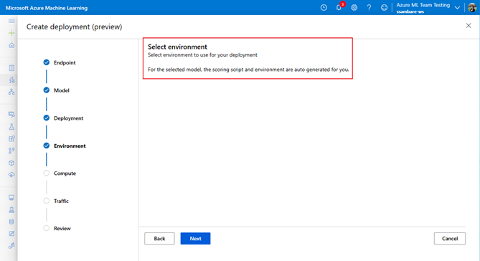 Microsoft Azure Machine Learning
Azure ML Team Testing
Create deployment (preview)
Endpoint
Model
Deployment
Environment
Compute
Traffic
Review
Select environment
Select environment to use for your deployment
For the selected model, the scoring script and environment are auto generated for you.
Back
Next
Cancel